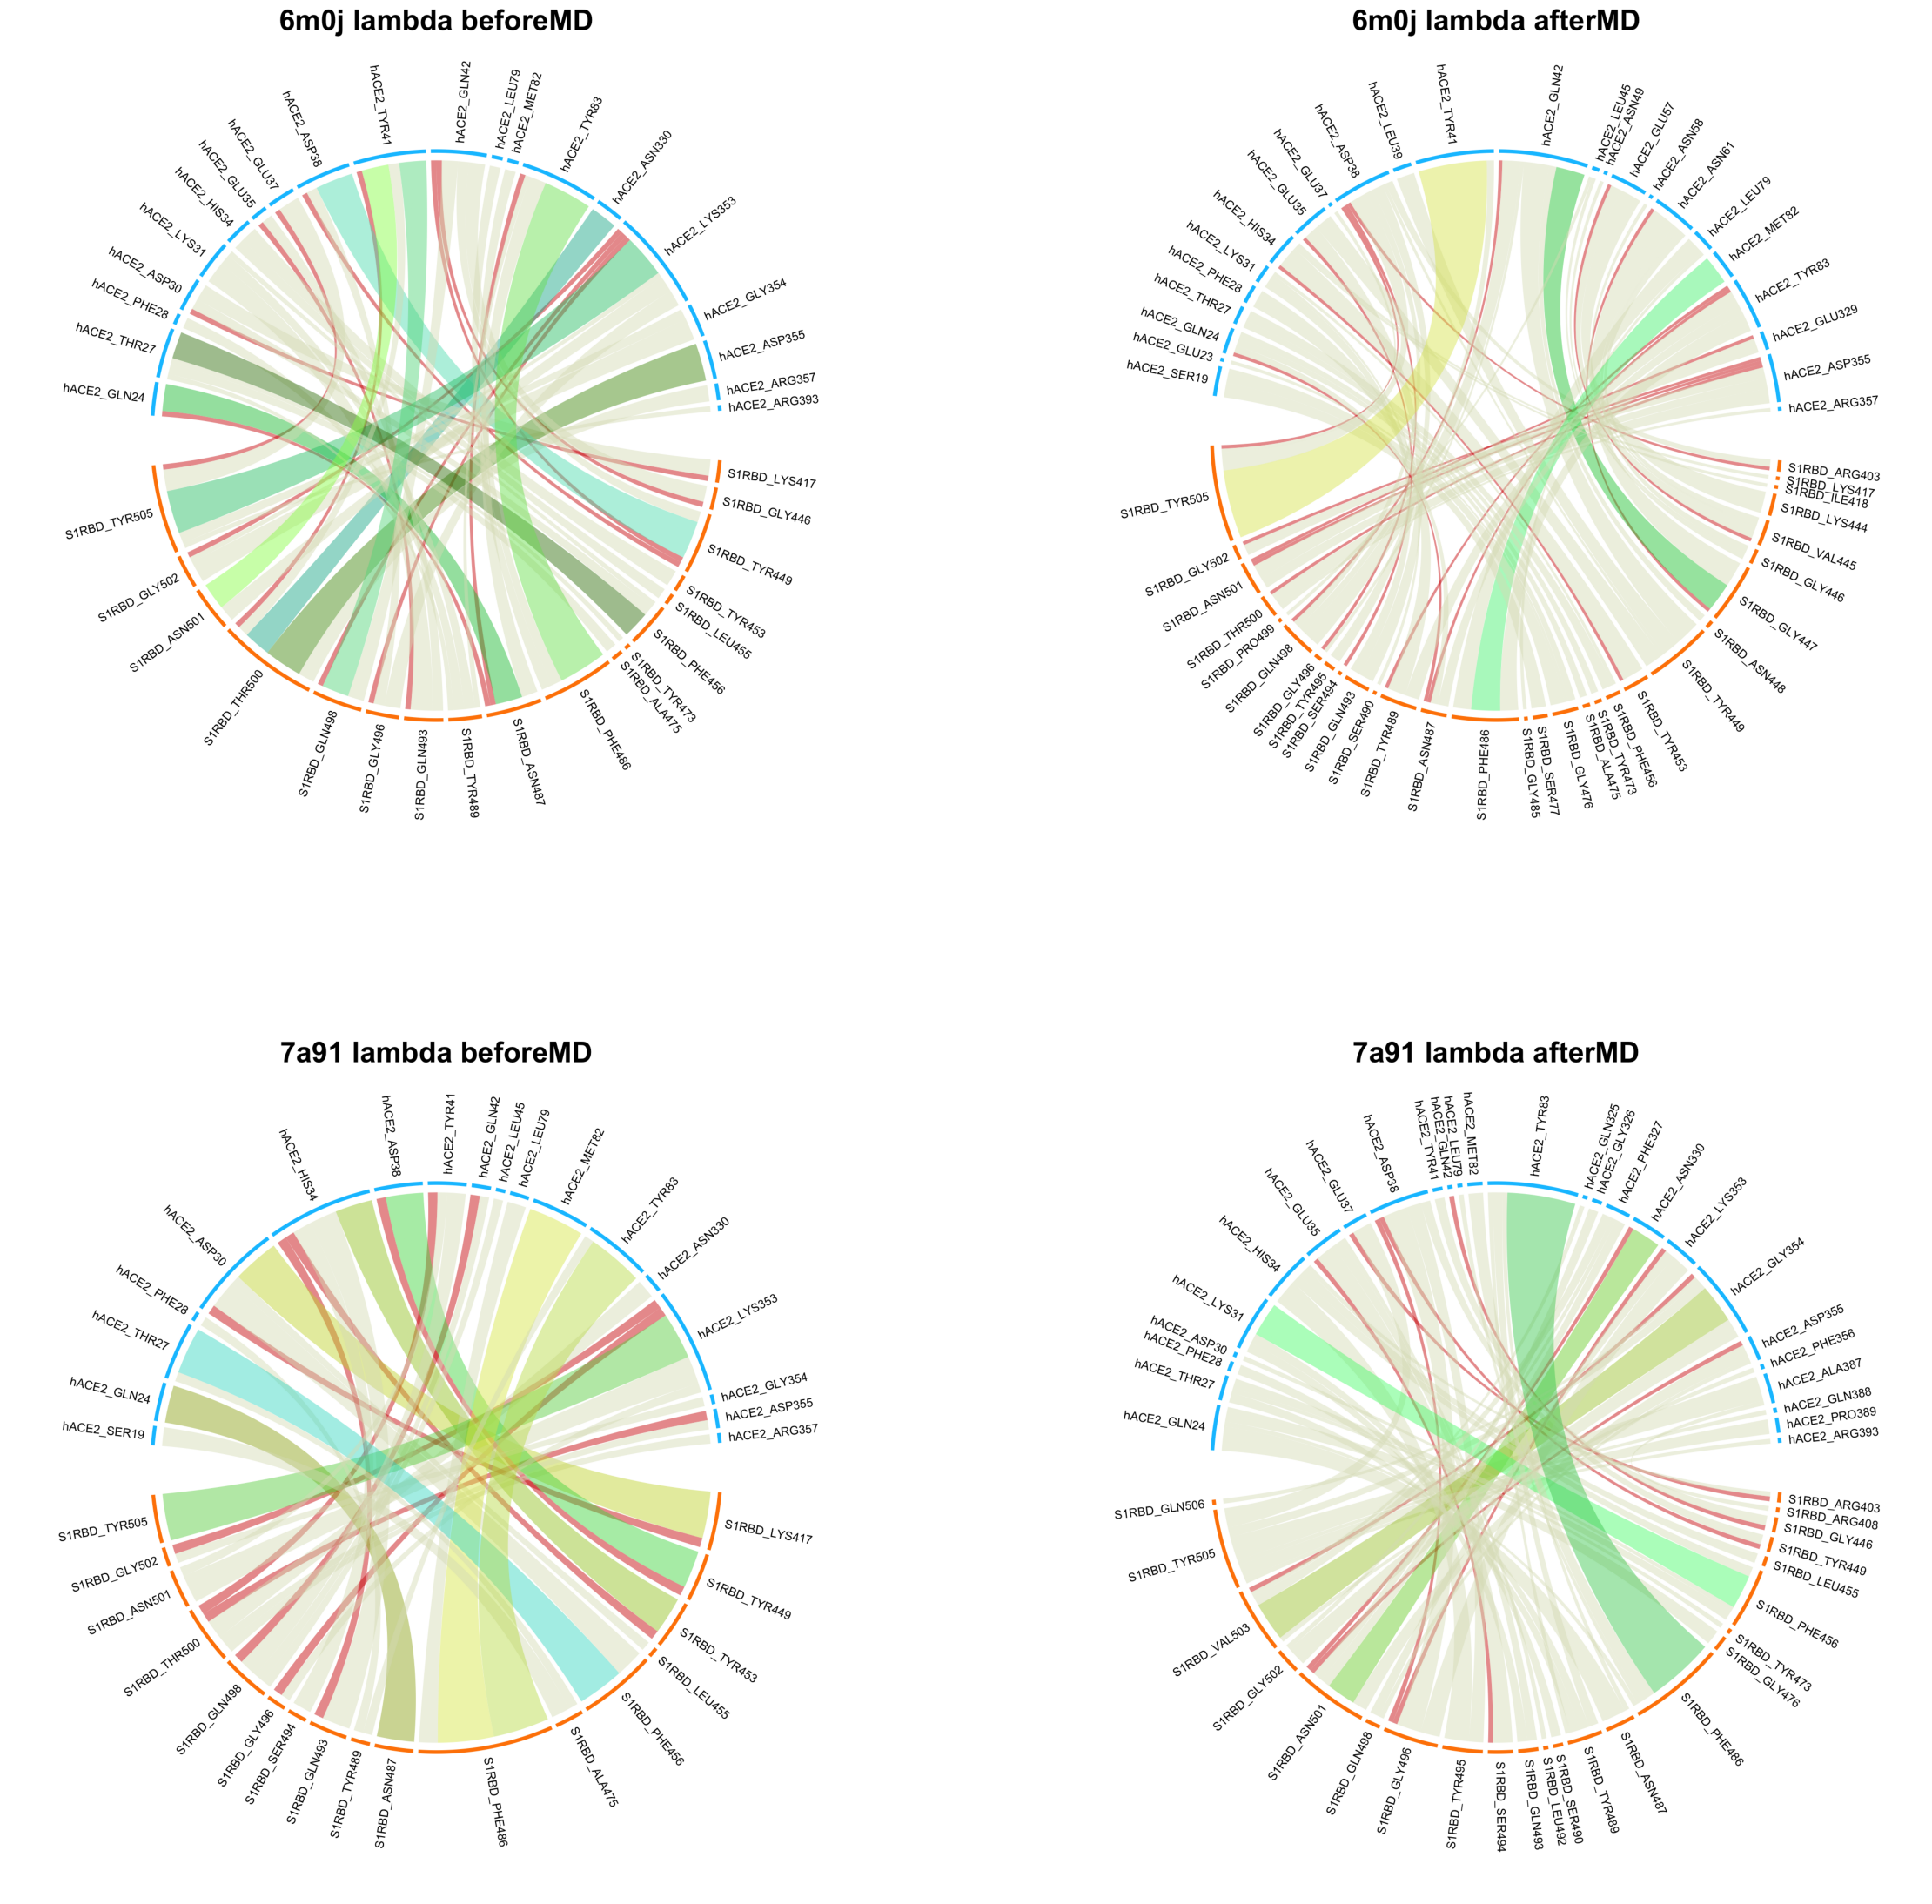 6m0j lambda beforeMD
hACE2_GLN24
hACE2_THR27
hACE2_PHE28
hACE2_ASP30
hACE2_LYS31
hACE2_HIS34
hACE2_GLU35
hACE2_GLU37
hACE2_ASP38
hACE2_TYR41
hACE2_GLN42
hACE2_LEU79
hACE2_MET82
hACE2_TYR83
hACE2_ASN330
hACE2_LYS353
hACE2_GLY354
hACE2_ASP355
hACE2_ARG357
hACE2_ARG393
S1RBD_LYS417
S1RBD_GLY446
S1RBD_TYR449
S1RBD_TYR453
S1RBD_LEU455
S1RBD_PHE456
S1RBD_TYR473
S1RBD_ALA475
S1RBD_PHE486
S1RBD_ASN487
S1RBD_TYR489
S1RBD_GLN493
S1RBD_GLY496
S1RBD_GLN498
S1RBD_THR500
S1RBD_ASN501
S1RBD_GLY502
S1RBD_TYR505
6m0j lambda afterMD
hACE2_SER19
hACE2_GLU23
hACE2_GLN24
hACE2_THR27
hACE2_PHE28
hACE2_LYS31
hACE2_HIS34
hACE2_GLU35
hACE2_GLU37
hACE2_ASP38
hACE2_LEU39
hACE2_TYR41
hACE2_GLN42
hACE2_LEU45
hACE2_ASN49
hACE2_GLU57
hACE2_ASN58
hACE2_ASN61
hACE2_LEU79
hACE2_MET82
hACE2_TYR83
hACE2_GLU329
hACE2_ASP355
hACE2_ARG357
S1RBD_ARG403
S1RBD_LYS417
S1RBD_ILE418
S1RBD_LYS444
S1RBD_VAL445
S1RBD_GLY446
S1RBD_GLY447
S1RBD_ASN448
S1RBD_TYR449
S1RBD_TYR453
S1RBD_PHE456
S1RBD_TYR473
S1RBD_ALA475
S1RBD_GLY476
S1RBD_SER477
S1RBD_GLY485
S1RBD_PHE486
S1RBD_ASN487
S1RBD_TYR489
S1RBD_SER490
S1RBD_GLN493
S1RBD_SER494
S1RBD_TYR495
S1RBD_GLY496
S1RBD_GLN498
S1RBD_PRO499
S1RBD_THR500
S1RBD_ASN501
S1RBD_GLY502
S1RBD_TYR505
7a91 lambda beforeMD
hACE2_SER19
hACE2_GLN24
hACE2_THR27
hACE2_PHE28
hACE2_ASP30
hACE2_HIS34
hACE2_ASP38
hACE2_TYR41
hACE2_GLN42
hACE2_LEU45
hACE2_LEU79
hACE2_MET82
hACE2_TYR83
hACE2_ASN330
hACE2_LYS353
hACE2_GLY354
hACE2_ASP355
hACE2_ARG357
S1RBD_LYS417
S1RBD_TYR449
S1RBD_TYR453
S1RBD_LEU455
S1RBD_PHE456
S1RBD_ALA475
S1RBD_PHE486
S1RBD_ASN487
S1RBD_TYR489
S1RBD_GLN493
S1RBD_SER494
S1RBD_GLY496
S1RBD_GLN498
S1RBD_THR500
S1RBD_ASN501
S1RBD_GLY502
S1RBD_TYR505
7a91 lambda afterMD
hACE2_GLN24
hACE2_THR27
hACE2_PHE28
hACE2_ASP30
hACE2_LYS31
hACE2_HIS34
hACE2_GLU35
hACE2_GLU37
hACE2_ASP38
hACE2_TYR41
hACE2_GLN42
hACE2_LEU79
hACE2_MET82
hACE2_TYR83
hACE2_GLN325
hACE2_GLY326
hACE2_PHE327
hACE2_ASN330
hACE2_LYS353
hACE2_GLY354
hACE2_ASP355
hACE2_PHE356
hACE2_ALA387
hACE2_GLN388
hACE2_PRO389
hACE2_ARG393
S1RBD_ARG403
S1RBD_ARG408
S1RBD_GLY446
S1RBD_TYR449
S1RBD_LEU455
S1RBD_PHE456
S1RBD_TYR473
S1RBD_GLY476
S1RBD_PHE486
S1RBD_ASN487
S1RBD_TYR489
S1RBD_SER490
S1RBD_LEU492
S1RBD_GLN493
S1RBD_SER494
S1RBD_TYR495
S1RBD_GLY496
S1RBD_GLN498
S1RBD_ASN501
S1RBD_GLY502
S1RBD_VAL503
S1RBD_TYR505
S1RBD_GLN506